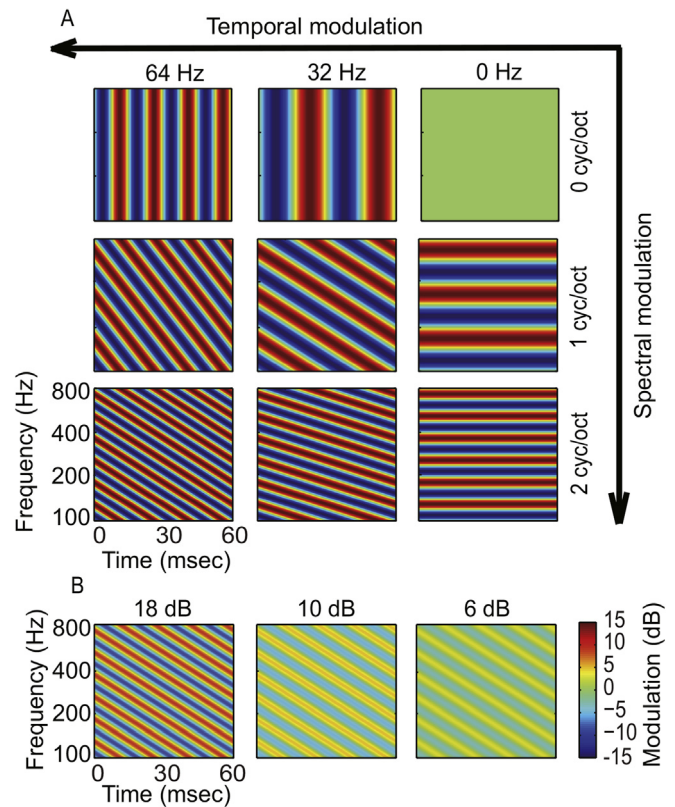 A
Temporal modulation
64 Hz
32 Hz
0 Hz
0 cyc/oct
1 cyc/oct
2 cyc/oct
Spectral modulation
Frequency (Hz)
800
400
200
100
0
30
60
Time (msec)
B
18 dB
10 dB
6 dB
Frequency (Hz)
800
400
200
100
0
30
60
Time (msec)
15
10
5
0
−5
−10
-15
Modulation (dB)